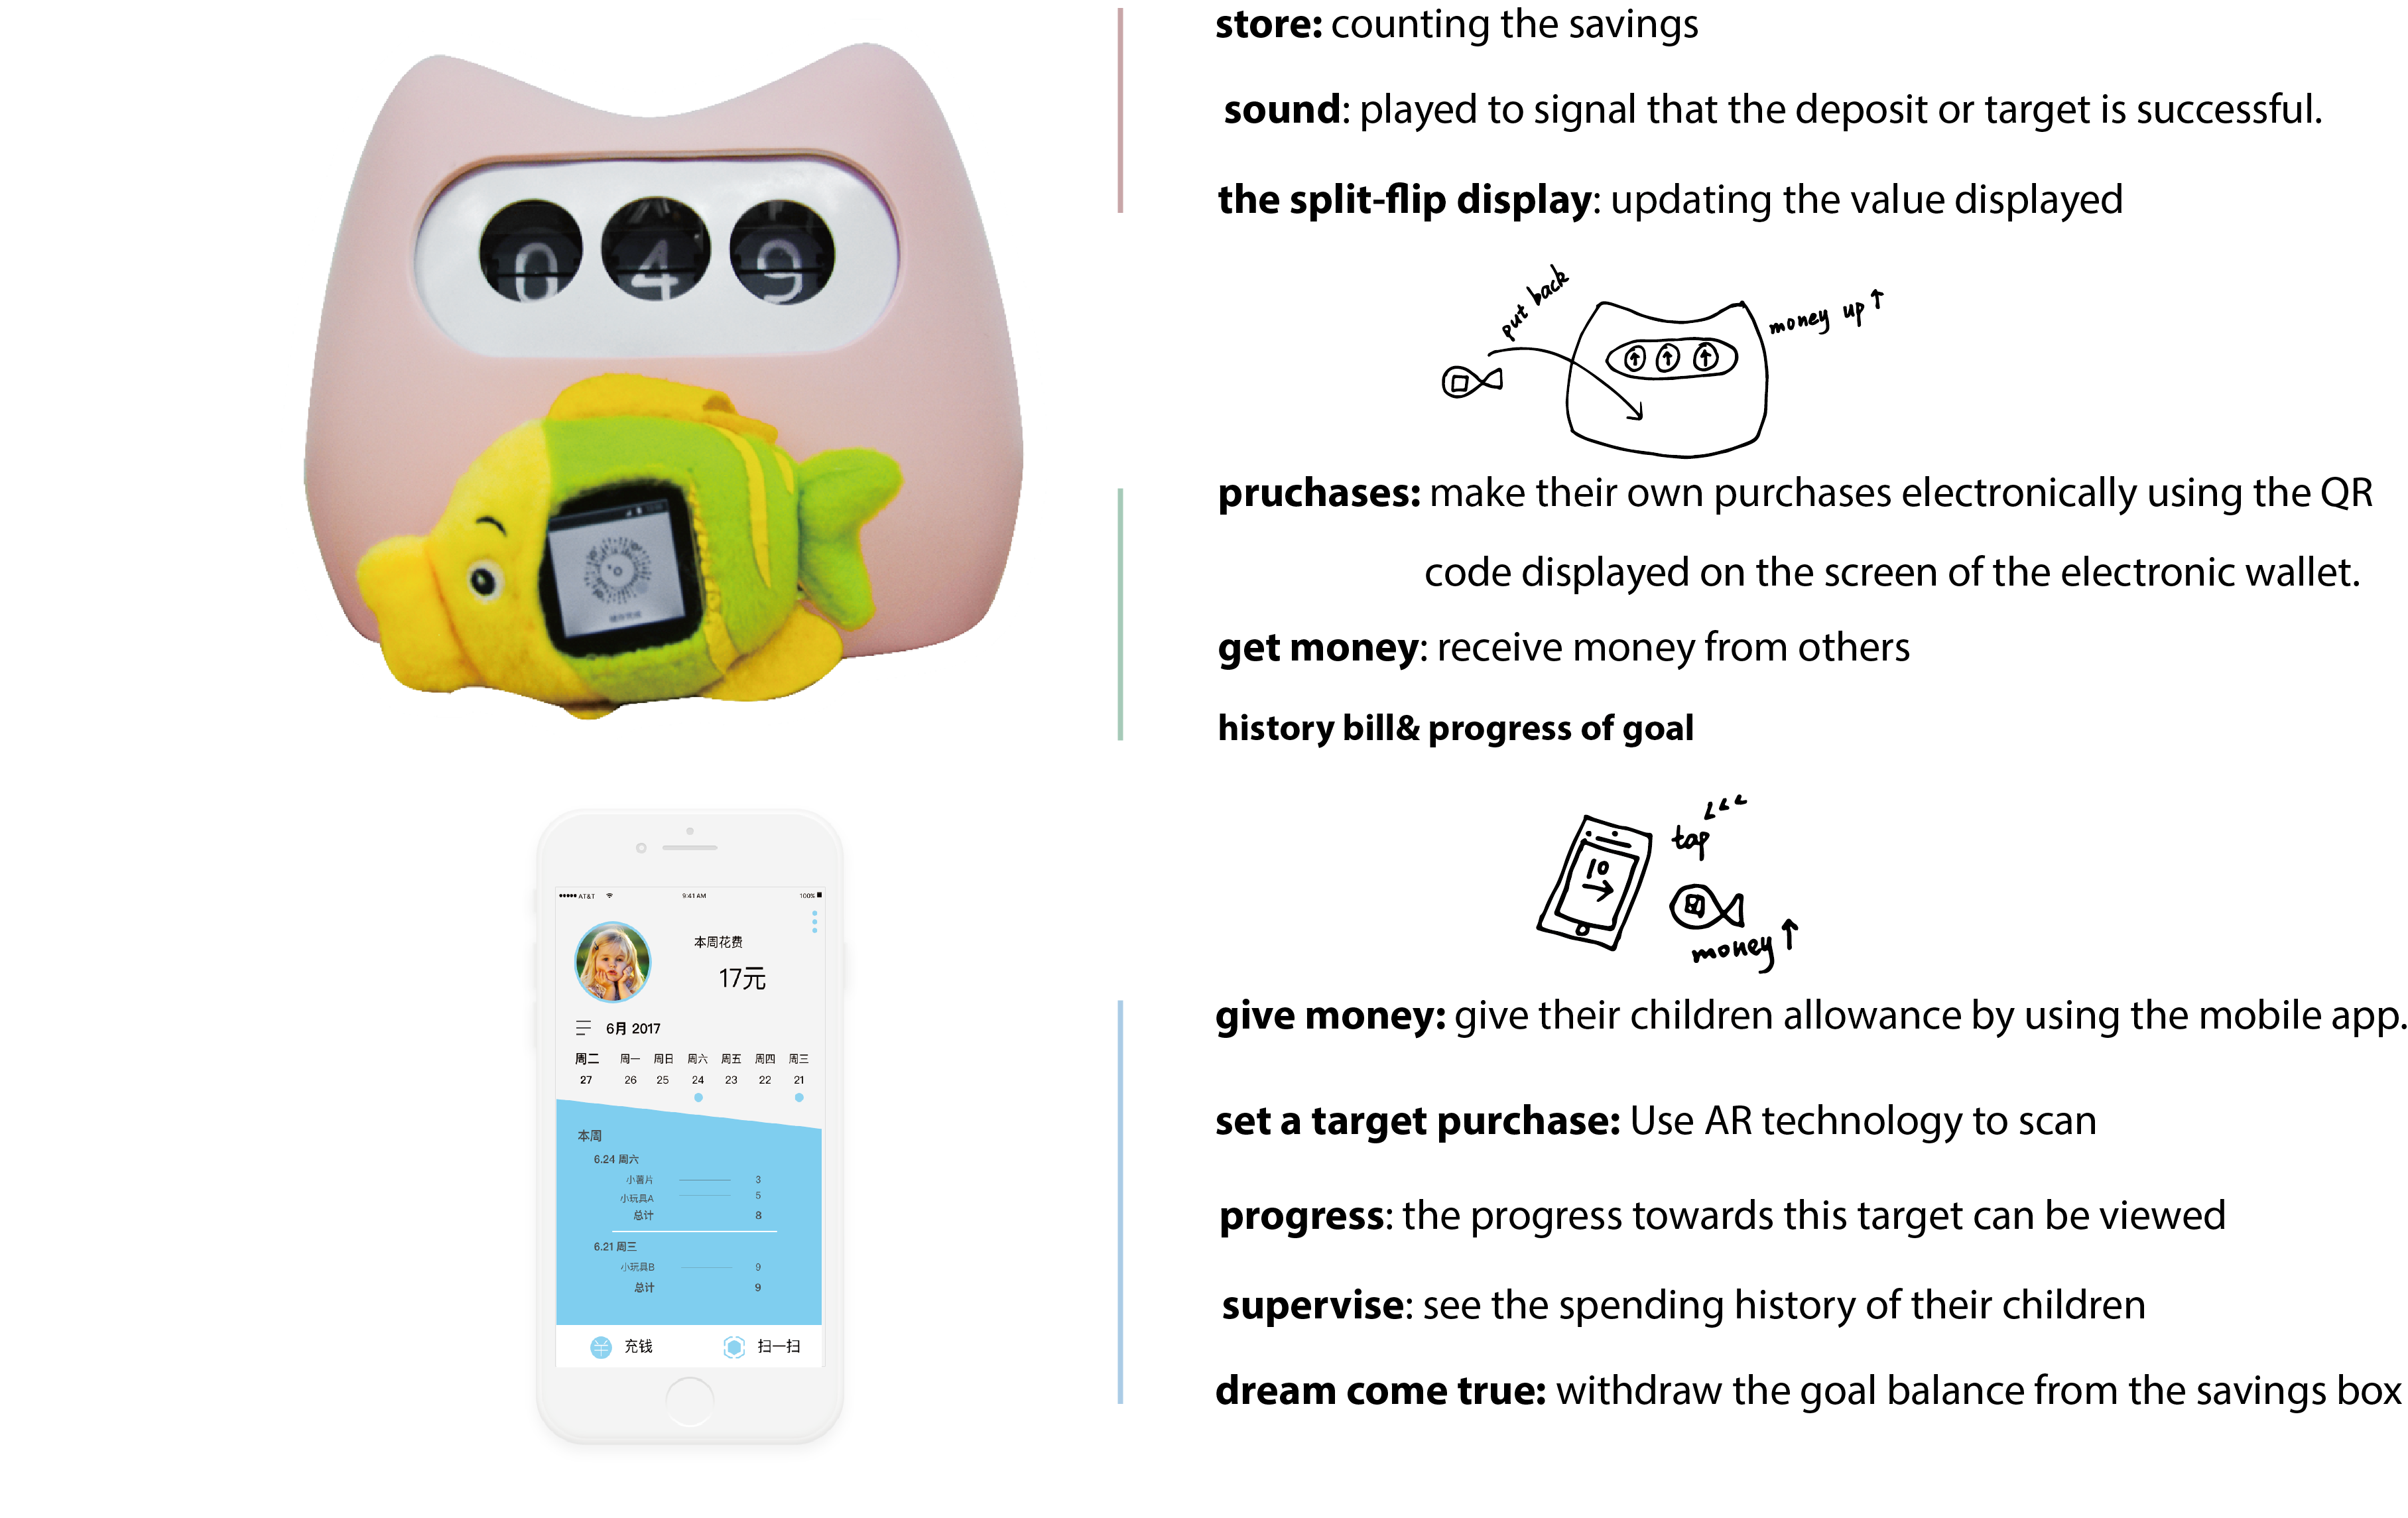 store: counting the savings
sound: played to signal that the deposit or target is successful.
the split-flip display: updating the value displayed
0 4 9
put back
money up ↑
pruchases: make their own purchases electronically using the QR
code displayed on the screen of the electronic wallet.
get money: receive money from others
history bill& progress of goal
tap
10
money ↑
AT&T 9:41 AM 100%
本周花费
17元
6月 2017
周二 周一 周日 周六 周五 周四 周三
27 26 25 24 23 22 21
本周
6.24 周六
小薯片 3
小玩具A 5
总计 8
6.21 周三
小玩具B 9
总计 9
充钱 扫一扫
give money: give their children allowance by using the mobile app.
set a target purchase: Use AR technology to scan
progress: the progress towards this target can be viewed
supervise: see the spending history of their children
dream come true: withdraw the goal balance from the savings box